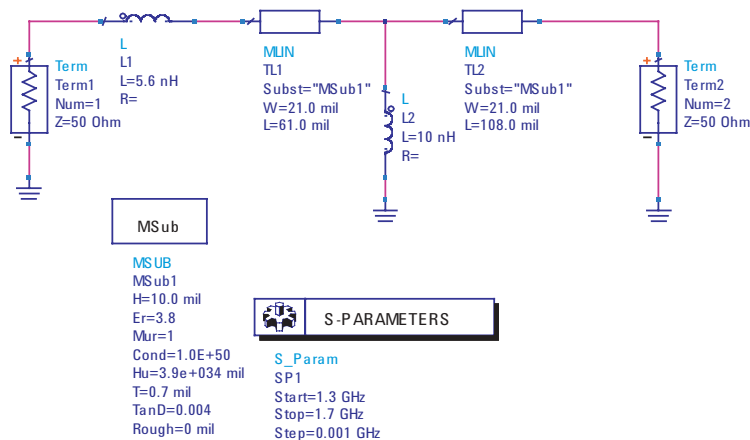 L
L1
L=5.6 nH
R=
MLIN
TL1
Subst="MSub1"
W=21.0 mil
L=61.0 mil
MLIN
TL2
Subst="MSub1"
W=21.0 mil
L=108.0 mil
+
Term
Term1
Num=1
Z=50 Ohm
-
L
L2
L=10 nH
R=
+
Term
Term2
Num=2
Z=50 Ohm
-
MSub
MSUB
MSub1
H=10.0 mil
Er=3.8
Mur=1
Cond=1.0E+50
Hu=3.9e+034 mil
T=0.7 mil
TanD=0.004
Rough=0 mil
S-PARAMETERS
S_Param
SP1
Start=1.3 GHz
Stop=1.7 GHz
Step=0.001 GHz